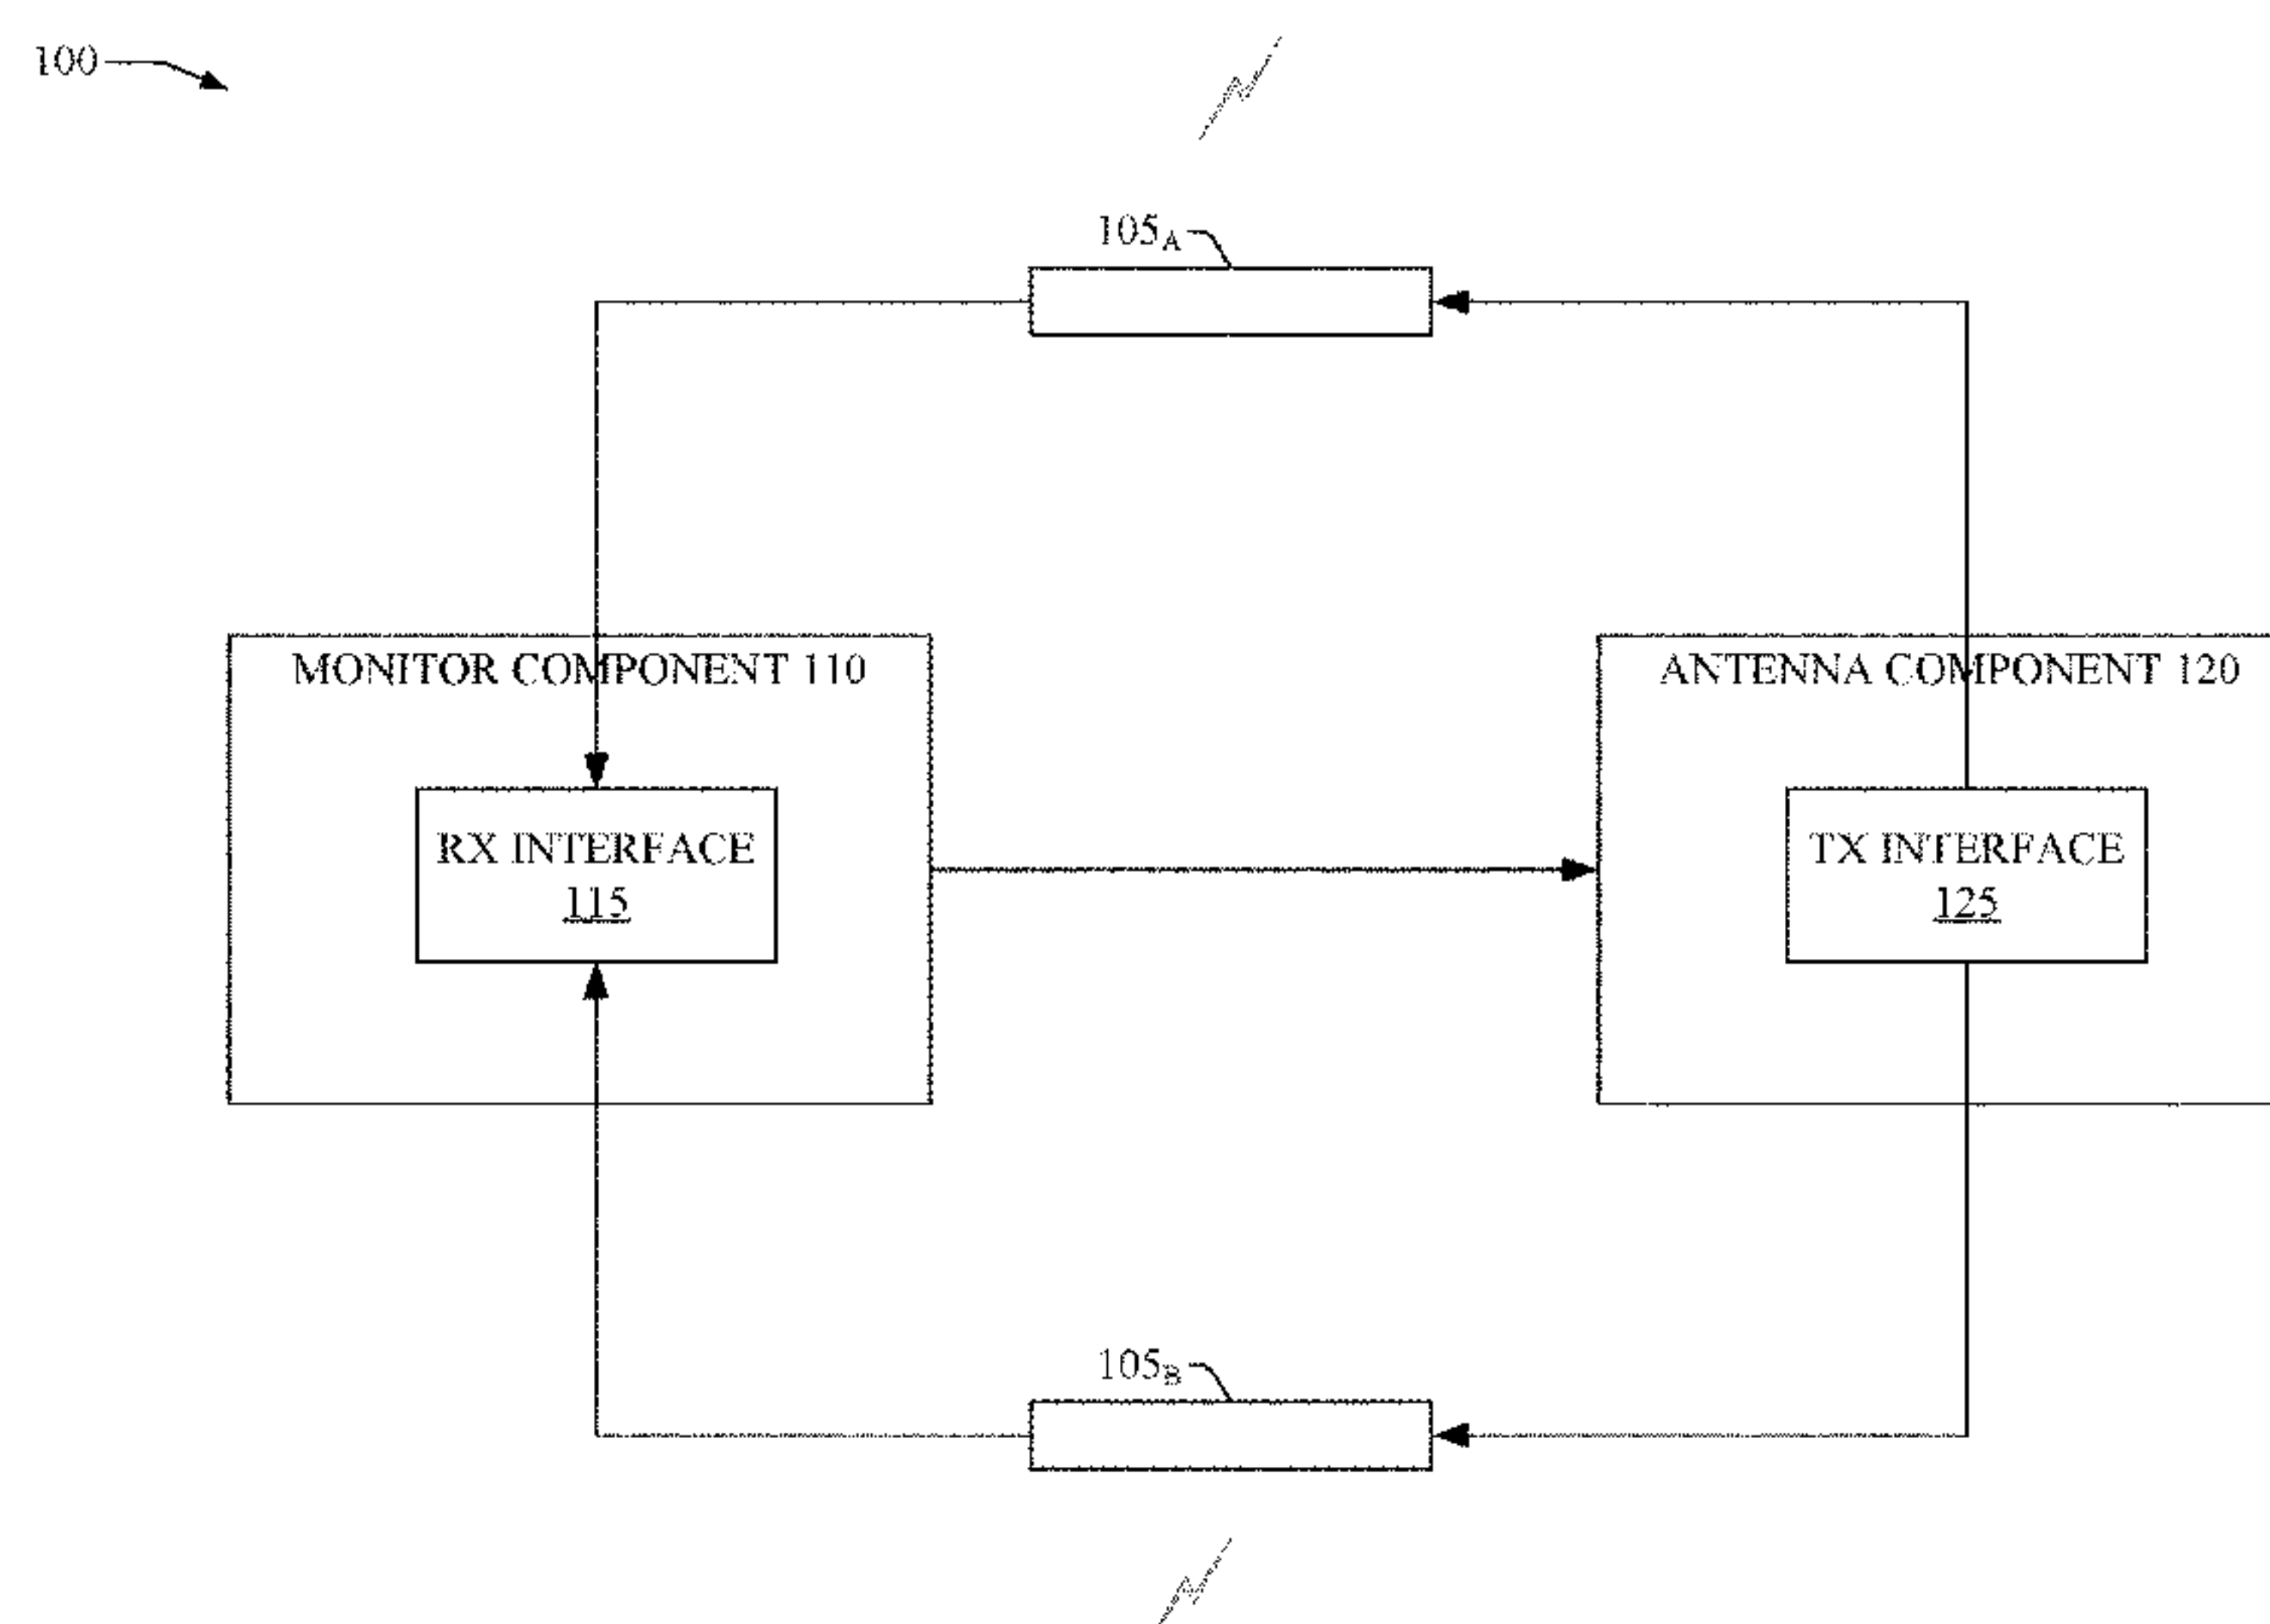 100
105A
MONITOR COMPONENT 110
ANTENNA COMPONENT 120
RX INTERFACE
115
TX INTERFACE
125
105B